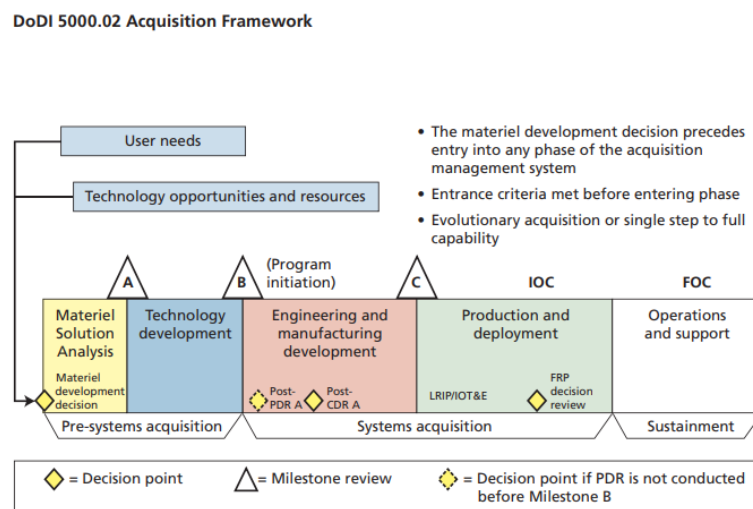 DoDI 5000.02 Acquisition Framework
User needs
Technology opportunities and resources
• The materiel development decision precedes
entry into any phase of the acquisition
management system
• Entrance criteria met before entering phase
• Evolutionary acquisition or single step to full
capability
A
B
(Program
initiation)
C
IOC
FOC
Materiel
Solution
Analysis
Technology
development
Engineering and
manufacturing
development
Production and
deployment
Operations
and support
Materiel
development
decision
Post-
PDR A
Post-
CDR A
LRIP/IOT&E
FRP
decision
review
Pre-systems acquisition
Systems acquisition
Sustainment
= Decision point
= Milestone review
= Decision point if PDR is not conducted
before Milestone B